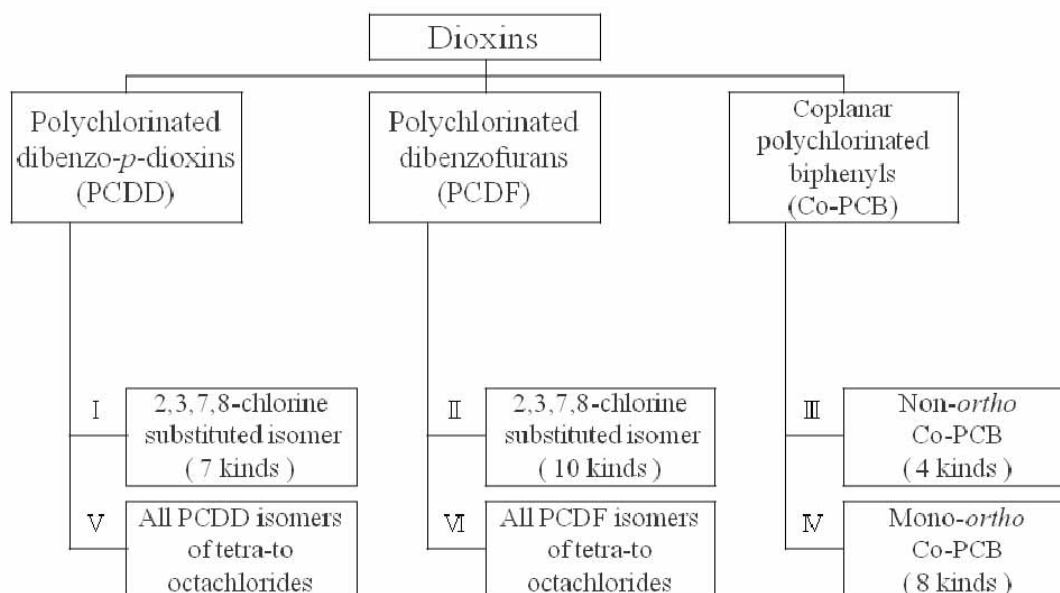 Dioxins
Polychlorinated
dibenzo-p-dioxins
(PCDD)
Polychlorinated
dibenzofurans
(PCDF)
Coplanar
polychlorinated
biphenyls
(Co-PCB)
I
2,3,7,8-chlorine
substituted isomer
( 7 kinds )
II
2,3,7,8-chlorine
substituted isomer
( 10 kinds )
III
Non-ortho
Co-PCB
( 4 kinds )
V
All PCDD isomers
of tetra-to
octachlorides
VI
All PCDF isomers
of tetra-to
octachlorides
IV
Mono-ortho
Co-PCB
( 8 kinds )